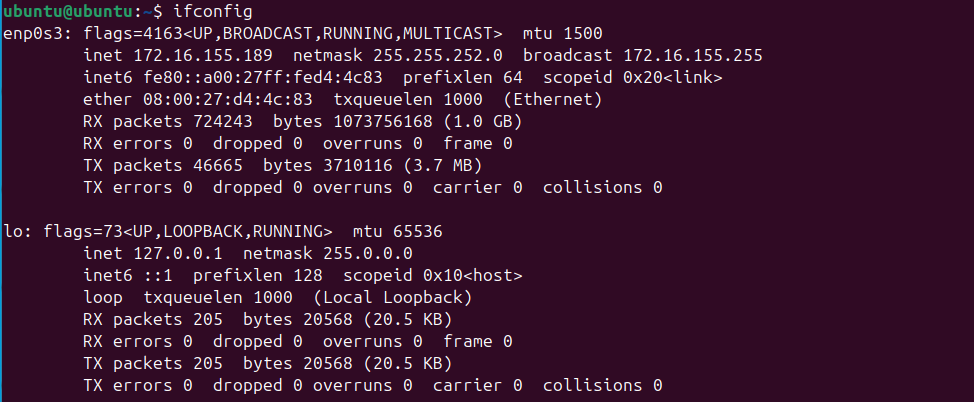 ubuntu@ubuntu:~$ ifconfig
enp0s3: flags=4163<UP,BROADCAST,RUNNING,MULTICAST>  mtu 1500
        inet 172.16.155.189  netmask 255.255.252.0  broadcast 172.16.155.255
        inet6 fe80::a00:27ff:fed4:4c83  prefixlen 64  scopeid 0x20<link>
        ether 08:00:27:d4:4c:83  txqueuelen 1000  (Ethernet)
        RX packets 724243  bytes 1073756168 (1.0 GB)
        RX errors 0  dropped 0  overruns 0  frame 0
        TX packets 46665  bytes 3710116 (3.7 MB)
        TX errors 0  dropped 0 overruns 0  carrier 0  collisions 0

lo: flags=73<UP,LOOPBACK,RUNNING>  mtu 65536
        inet 127.0.0.1  netmask 255.0.0.0
        inet6 ::1  prefixlen 128  scopeid 0x10<host>
        loop  txqueuelen 1000  (Local Loopback)
        RX packets 205  bytes 20568 (20.5 KB)
        RX errors 0  dropped 0  overruns 0  frame 0
        TX packets 205  bytes 20568 (20.5 KB)
        TX errors 0  dropped 0 overruns 0  carrier 0  collisions 0